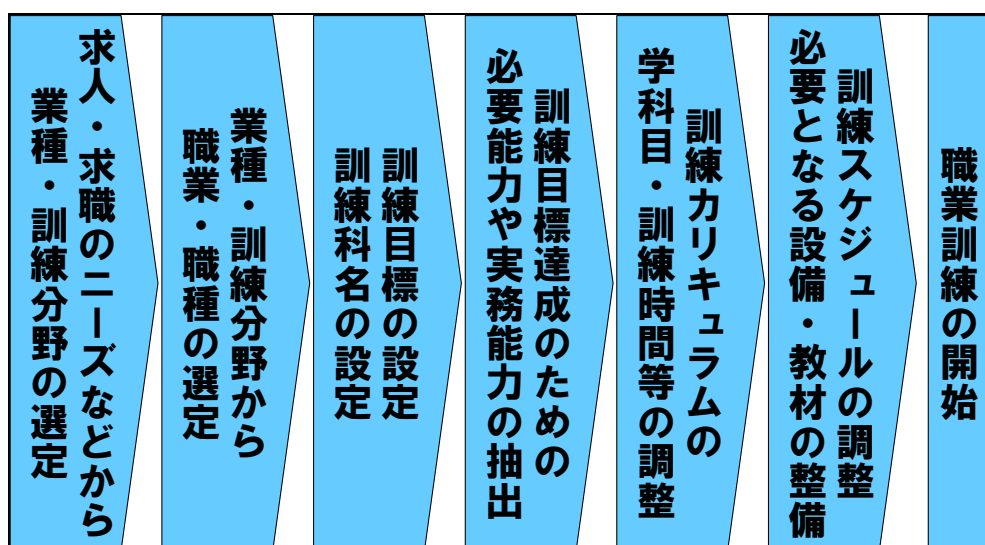 求人・求職のニーズなどから
業種・訓練分野の選定
業種・訓練分野から
職業・職種の選定
訓練目標の設定
訓練科名の設定
訓練目標達成のための
必要能力や実務能力の抽出
訓練カリキュラムの
学科目・訓練時間等の調整
訓練スケジュールの調整
必要となる設備・教材の整備
職業訓練の開始